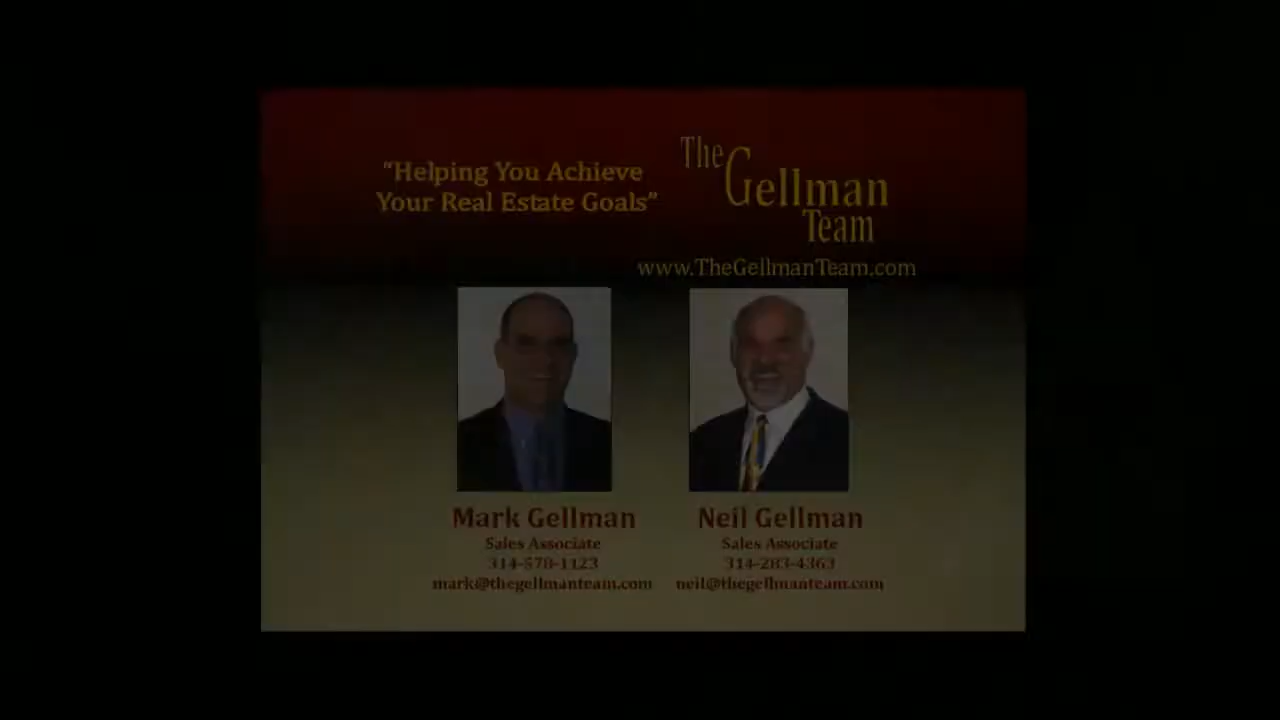 “Helping You Achieve
Your Real Estate Goals”
The
Gellman
Team
www.TheGellmanTeam.com
Mark Gellman
Sales Associate
314-578-1123
mark@thegellmanteam.com
Neil Gellman
Sales Associate
314-283-4363
neil@thegellmanteam.com